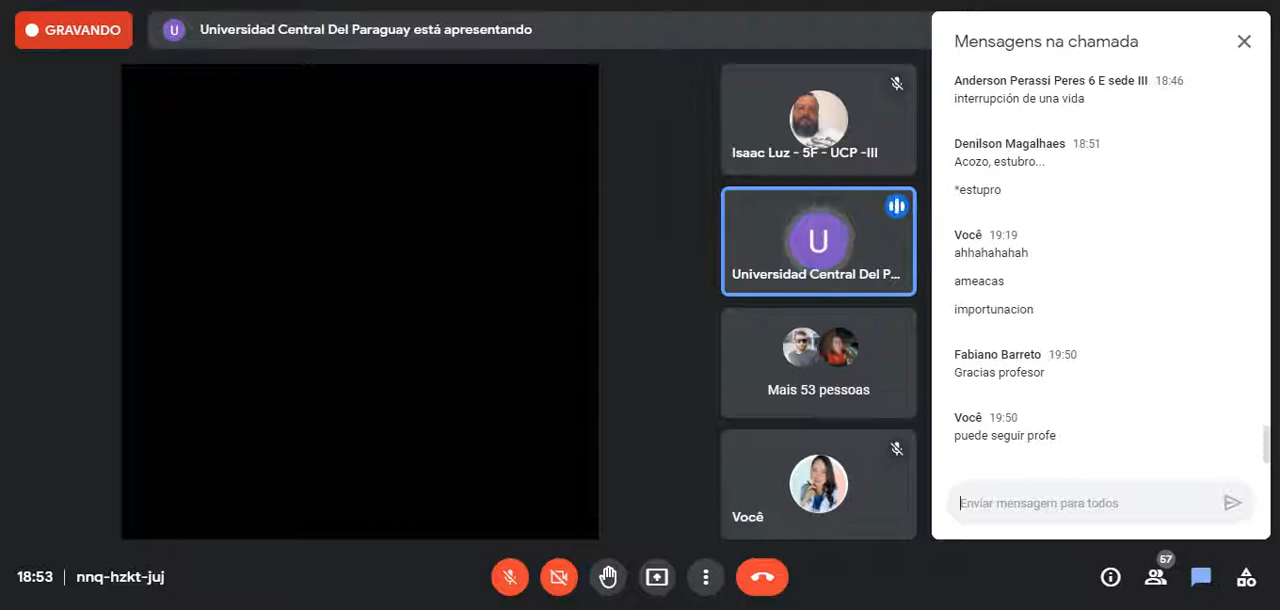 GRAVANDO
U
Universidad Central Del Paraguay está apresentando
Isaac Luz - 5F - UCP -III
U
Universidad Central Del P...
Mais 53 pessoas
Você
Mensagens na chamada
Anderson Perassi Peres 6 E sede III 18:46
interrupción de una vida
Denilson Magalhaes 18:51
Acozo, estubro...
*estupro
Você 19:19
ahhahahahah
ameacas
importunacion
Fabiano Barreto 19:50
Gracias profesor
Você 19:50
puede seguir profe
Enviar mensagem para todos
18:53 | nnq-hzkt-juj
57